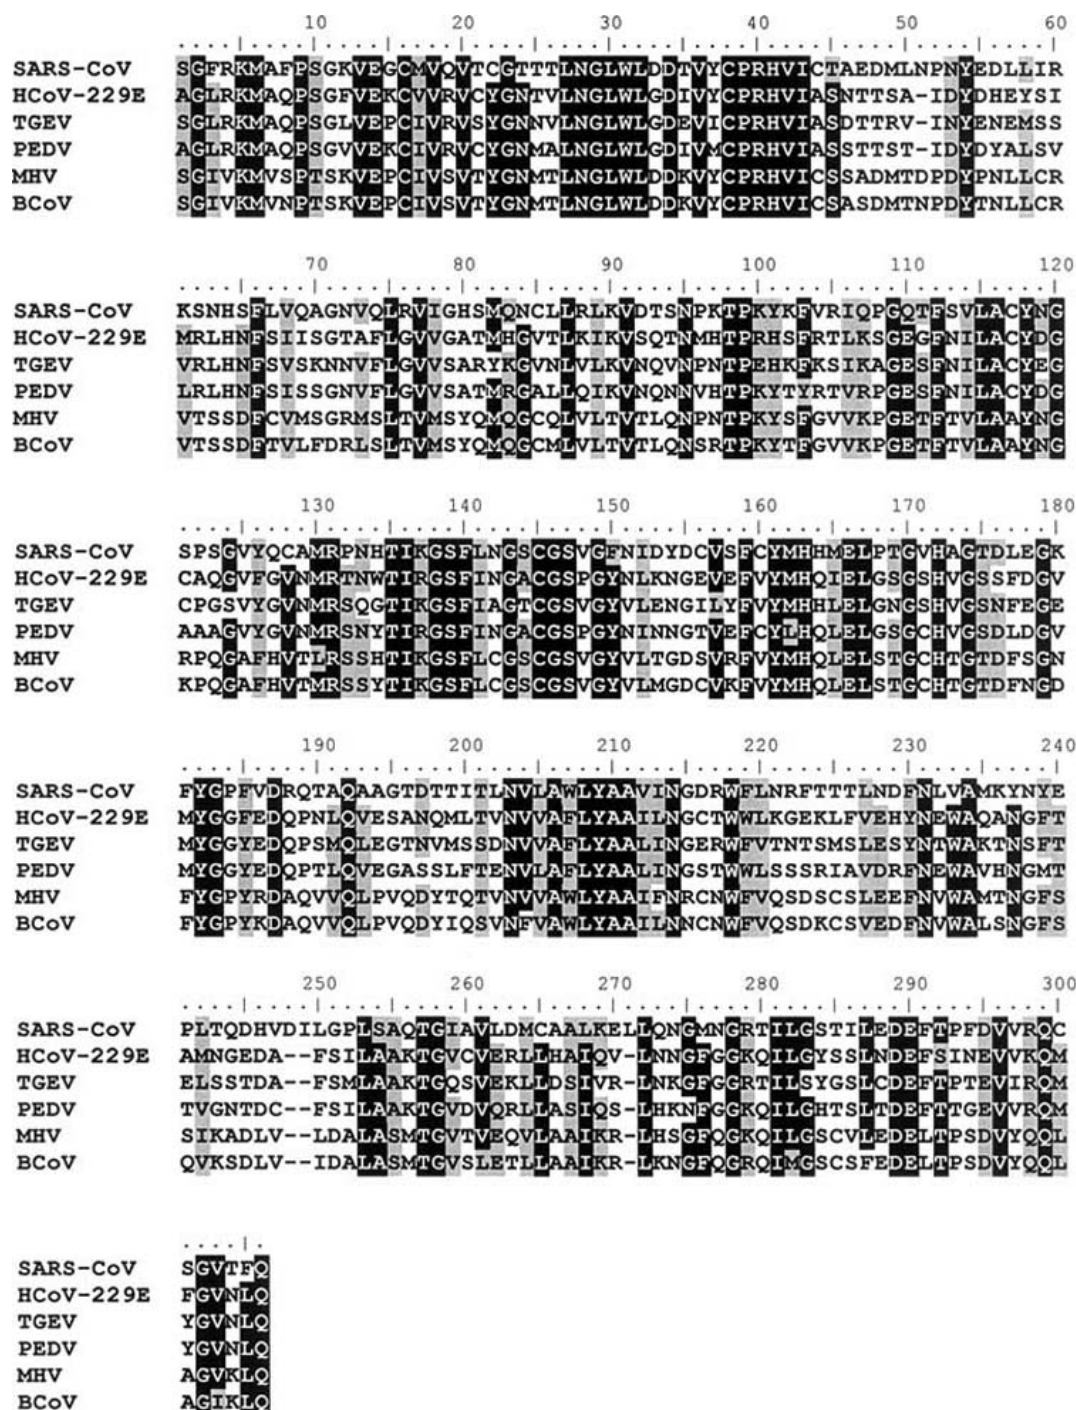 10 20 30 40 50 60
SARS-CoV SGFRKMAFPSGKVEGCMVQVTCGTTTLNGLWLDDTVYCPRHVICTAEDMLNPNYEDLLIR
HCoV-229E AGLRKMAQPSGFVEKCVVRVCYGNTVLNGLWLGDIVYCPRHVIASNTTSA-IDYDHEYSI
TGEV SGLRKMAQPSGLVEPCIVRVSYGNNVLNGLWLGDEVICPRHVIASDTTRV-INYENEMSS
PEDV AGLRKMAQPSGVVEKCIVRVCYGNMALNGLWLGDIVMCPRHVIASSTTST-IDYDYALSV
MHV SGIVKMVSPTSKVEPCIVSVTYGNMTLNGLWLDDKVYCPRHVICSSADMTDPDYPNLLCR
BCoV SGIVKMVNPTSKVEPCIVSVTYGNMTLNGLWLDDKVYCPRHVICSASDMTNPDYTNLLCR
70 80 90 100 110 120
SARS-CoV KSNHSFLVQAGNVQLRVIGHSMQNCLLRLKVDTSNPKTPKYKFVRIQPGQTFSVLACYNG
HCoV-229E MRLHNFSIISGTAFLGVVGATMHGVTLKIKVSQTNMHTPRHSFRTLKSGEGFNILACYDG
TGEV VRLHNFSVSKNNVFLGVVSARYKGVNLVLKVNQVNPNTPEHKFKSIKAGESFNILACYEG
PEDV LRLHNFSISSGNVFLGVVSATMRGALLQIKVNQNNVHTPKYTYRTVRPGESFNILACYDG
MHV VTSSDFCVMSGRMSLTVMSYQMQGCQLVLTVTLQNPNTPKYSFGVVKPGETFTVLAAYNG
BCoV VTSSDFTVLFDRLSLTVMSYQMQGCMLVLTVTLQNSRTPKYTFGVVKPGETFTVLAAYNG
130 140 150 160 170 180
SARS-CoV SPSGVYQCAMRPNHTIKGSFLNGSCGSVGFNIDYDCVSFCYMHHMELPTGVHAGTDLEGK
HCoV-229E CAQGVFGVNMRTNWTIRGSFINGACGSPGYNLKNGEVEFVYMHQIELGSGSHVGSSFDGV
TGEV CPGSVYGVNMRSQGTIKGSFIAGTCGSVGYVLENGILYFVYMHHLELGNGSHVGSNFEGE
PEDV AAAGVYGVNMRSNYTIRGSFINGACGSPGYNINNGTVEFCYLHQLELGSGCHVGSDLDGV
MHV RPQGAFHVTLRSSHTIKGSFLCGSCGSVGYVLTGDSVRFVYMHQLELSTGCHTGTDFSGN
BCoV KPQGAFHVTMRSSYTIKGSFLCGSCGSVGYVLMGDCVKFVYMHQLELSTGCHTGTDFNGD
190 200 210 220 230 240
SARS-CoV FYGPFVDRQTAQAAGTDTTITLNVLAWLYAAVINGDRWFLNRFTTTLNDFNLVAMKYNYE
HCoV-229E MYGGFEDQPNLQVESANQMLTVNVVAFLYAAILNGCTWWLKGEKLFVEHYNEWAQANGFT
TGEV MYGGYEDQPSMQLEGTNVMSSDNVVAFLYAALINGERWFVTNTSMSLESYNTWAKTNSFT
PEDV MYGGYEDQPTLQVEGASSLFTENVLAFLYAALINGSTWWLSSSRIAVDRFNEWAVHNGMT
MHV FYGPYKDAQVVQLPVQDYTQTVNVVAWLYAAIFNRCNWFVQSDSCSLEEFNVWAMTNGFS
BCoV FYGPYKDAQVVQLPVQDYIQSVNFVAWLYAAILNNCNWFVQSDKCSVEDFNVWALSNGFS
250 260 270 280 290 300
SARS-CoV PLTQDHVDILGPLSAQTGIAVLDMCAALKELLQNGMNGRTILGSTILEDEFTPFDVVRQC
HCoV-229E AMNGEDA--FSILAAKTGVCVERLLHAIQV-LNNGFGGKQILGYSSLNDEFSINEVVKQM
TGEV ELSSTDA--FSMLAAKTGQSVEKLLDSIVR-LNKGFGGRTILSYGSLCDEFTPTEVIRQM
PEDV TVGNTDC--FSILAAKTGVDVQRLLASIQS-LHKNFGGKQILGHTSLTDEFTTGEVVRQM
MHV SIKADLV--LDALASMTGVTVEQVLAAIKR-LHSGFQGKQILGSCVLEDELTPSDVYQQL
BCoV QVKSDLV--IDALASMTGVSLETLLAAIKR-LKNGFQGRQIMGSCSFEDELTPSDVYQQL
SARS-CoV SGVTFQ
HCoV-229E FGVNLQ
TGEV YGVNLQ
PEDV YGVNLQ
MHV AGVKLQ
BCoV AGIKLQ